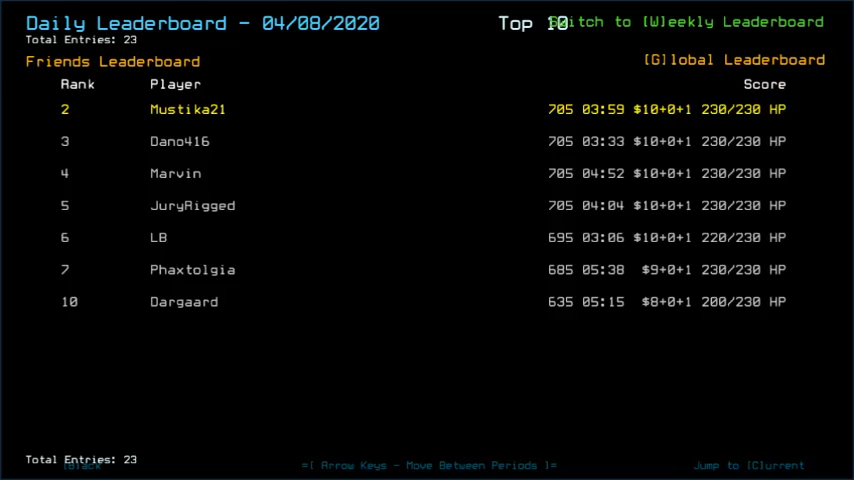 Daily Leaderboard - 04/08/2020 Top 10 Switch to [W]eekly Leaderboard
Total Entries: 23
Friends Leaderboard [G]lobal Leaderboard
Rank Player Score
2 Mustika21 705 03:59 $10+0+1 230/230 HP
3 Dano416 705 03:33 $10+0+1 230/230 HP
4 Marvin 705 04:52 $10+0+1 230/230 HP
5 JuryRigged 705 04:04 $10+0+1 230/230 HP
6 LB 695 03:06 $10+0+1 220/230 HP
7 Phaxtolgia 685 05:38 $9+0+1 230/230 HP
10 Dargaard 635 05:15 $8+0+1 200/230 HP
Total Entries: 23
[B]ack =[ Arrow Keys - Move Between Periods ]= Jump to [C]urrent